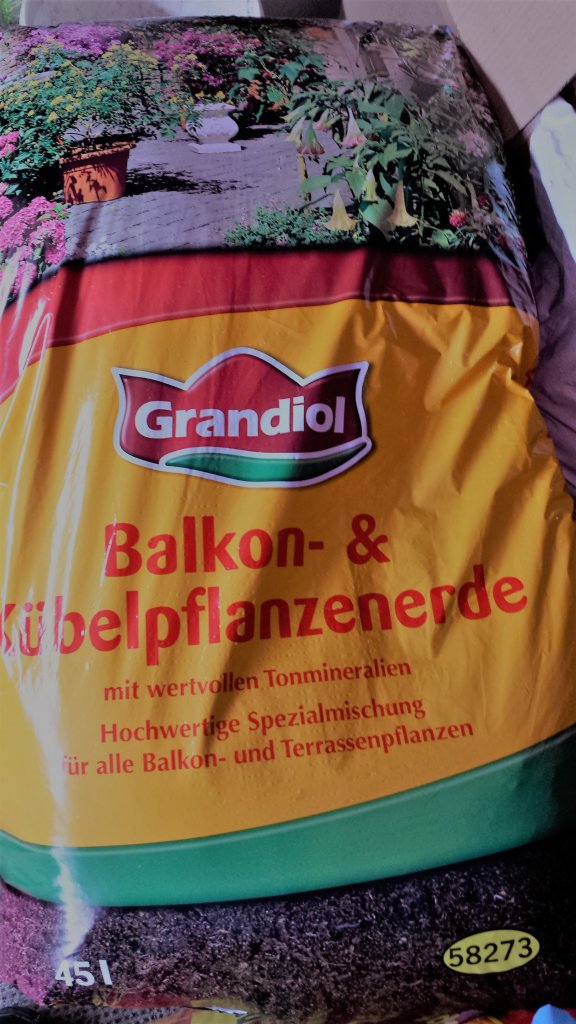 Grandiol
Balkon- &
Kübelpflanzenerde
mit wertvollen Tonmineralien
Hochwertige Spezialmischung
für alle Balkon- und Terrassenpflanzen
45 l
58273